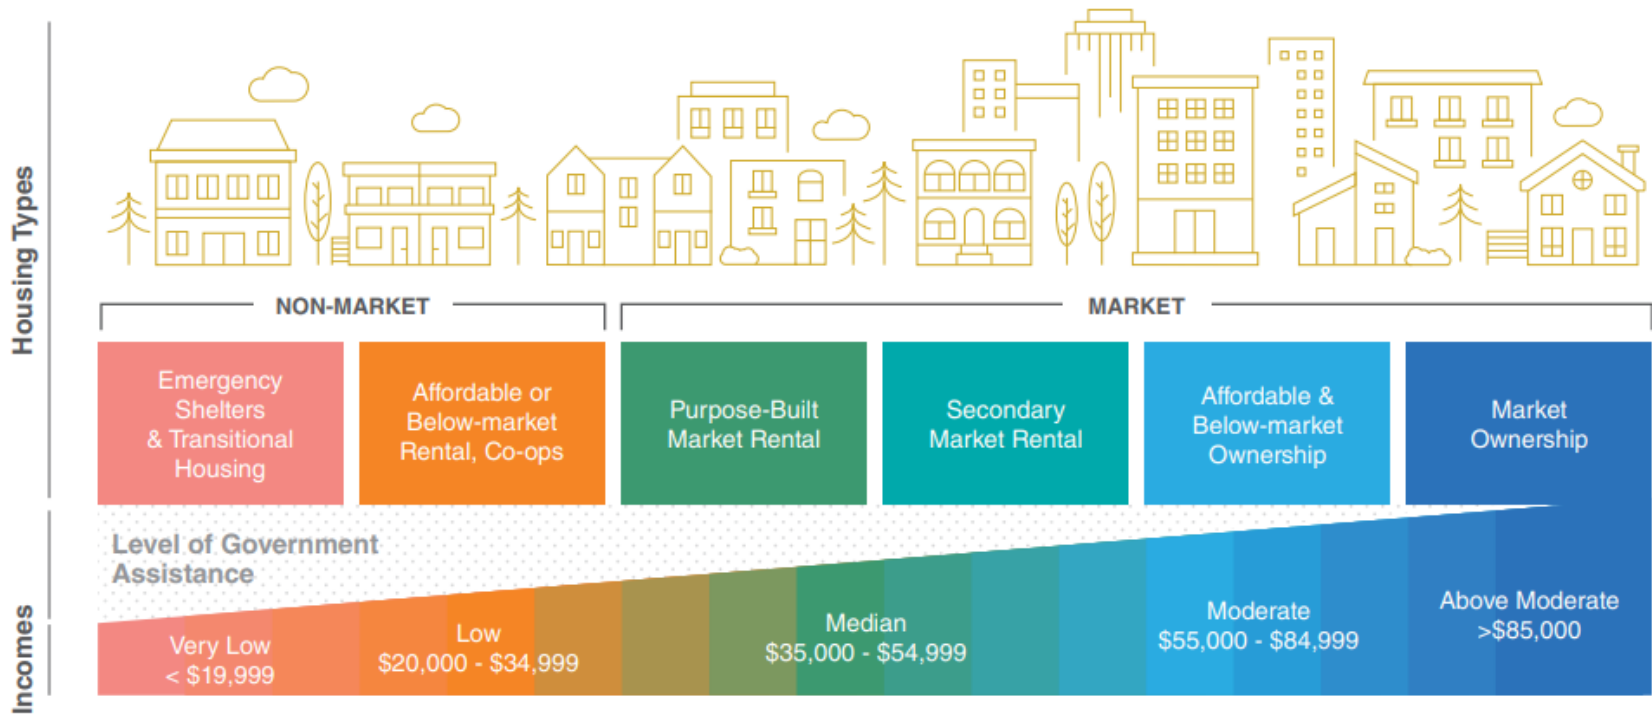 Housing Types
NON-MARKET
MARKET
Emergency
Shelters
& Transitional
Housing
Affordable or
Below-market
Rental, Co-ops
Purpose-Built
Market Rental
Secondary
Market Rental
Affordable &
Below-market
Ownership
Market
Ownership
Level of Government
Assistance
Incomes
Very Low
< $19,999
Low
$20,000 - $34,999
Median
$35,000 - $54,999
Moderate
$55,000 - $84,999
Above Moderate
>$85,000